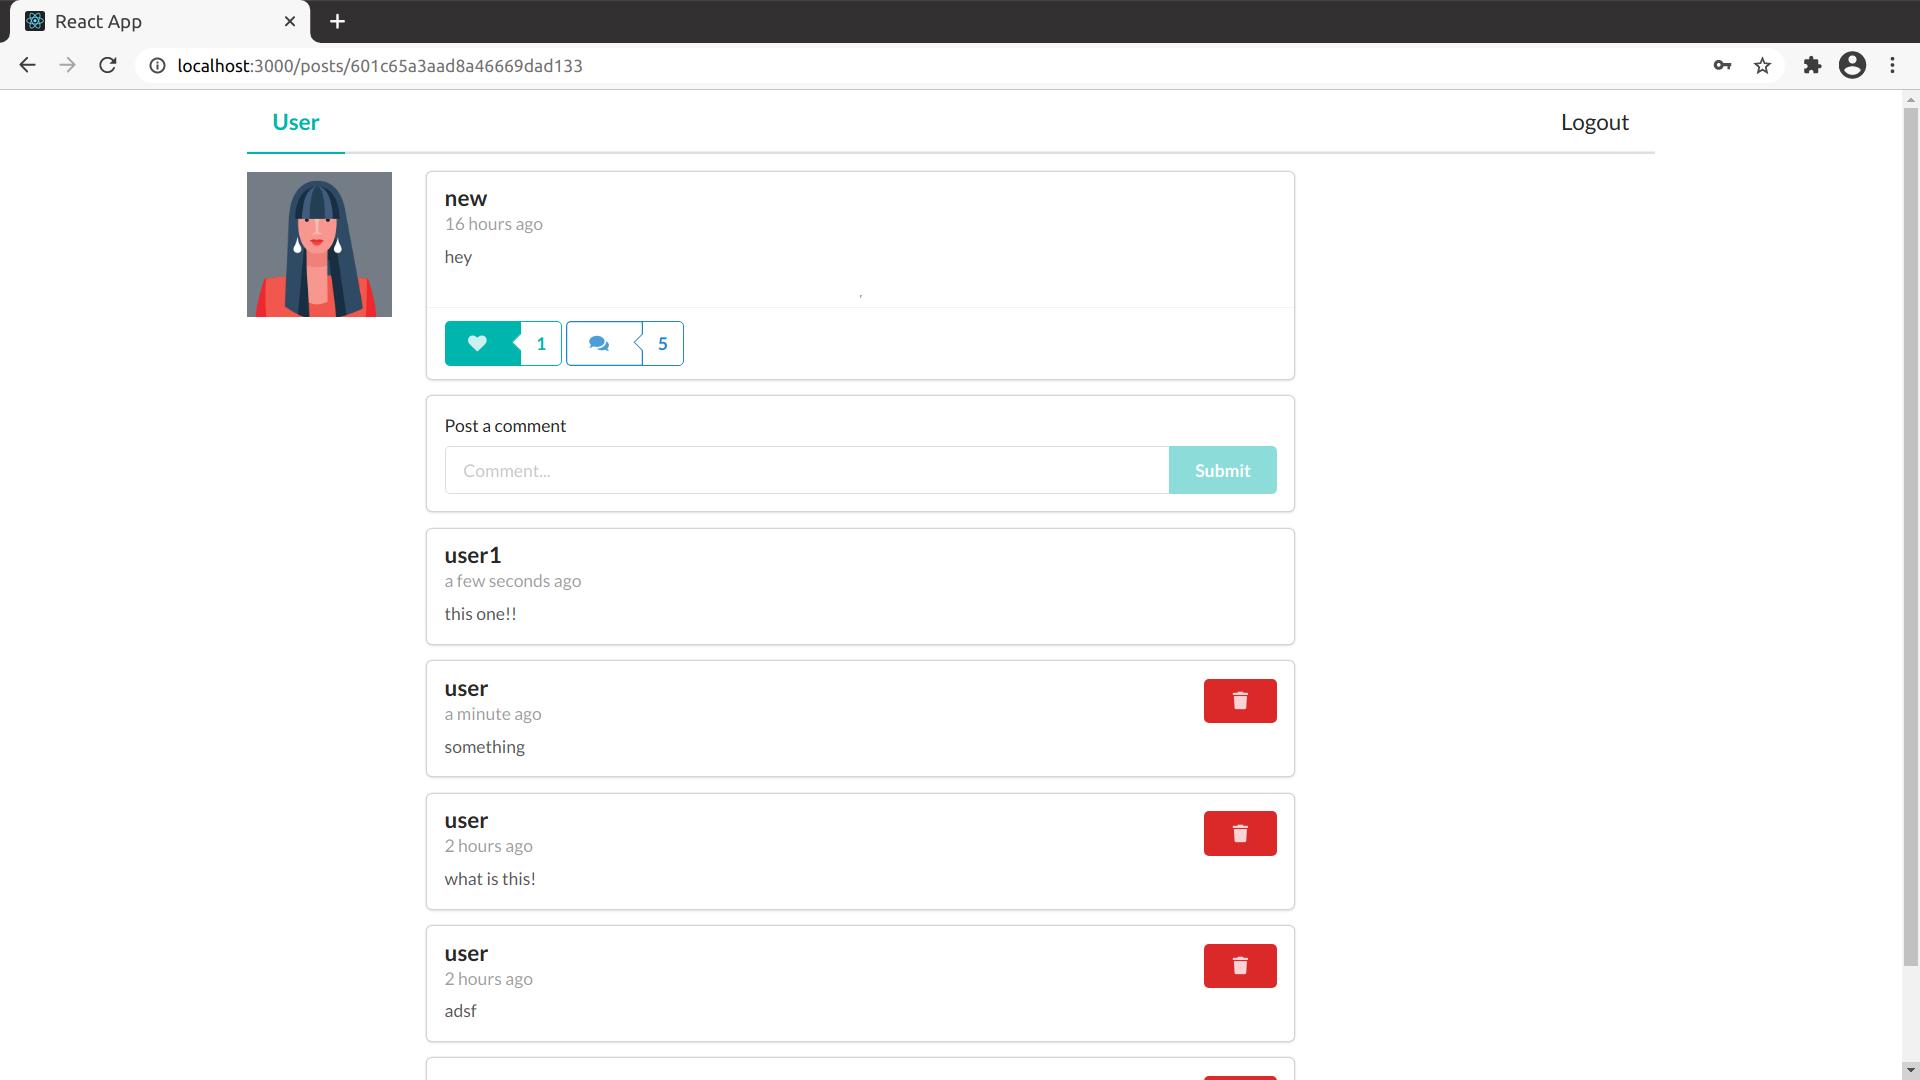 React App
localhost:3000/posts/601c65a3aad8a46669dad133
User
Logout
new
16 hours ago
hey
1
5
Post a comment
Comment...
Submit
user1
a few seconds ago
this one!!
user
a minute ago
something
user
2 hours ago
what is this!
user
2 hours ago
adsf